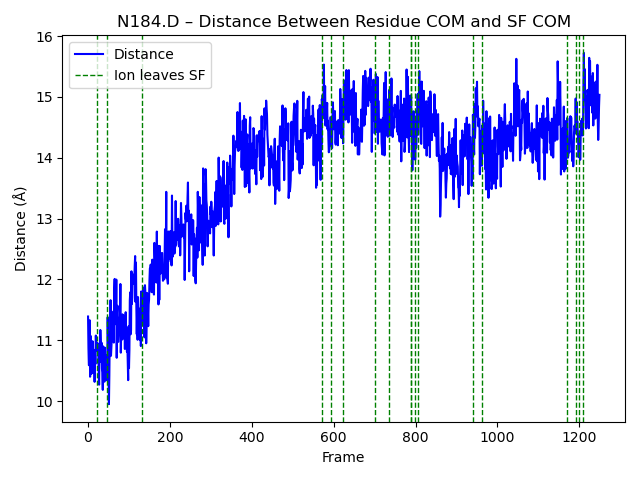 N184.D – Distance Between Residue COM and SF COM
Distance
Ion leaves SF
Distance (Å)
16
15
14
13
12
11
10
0 200 400 600 800 1000 1200
Frame